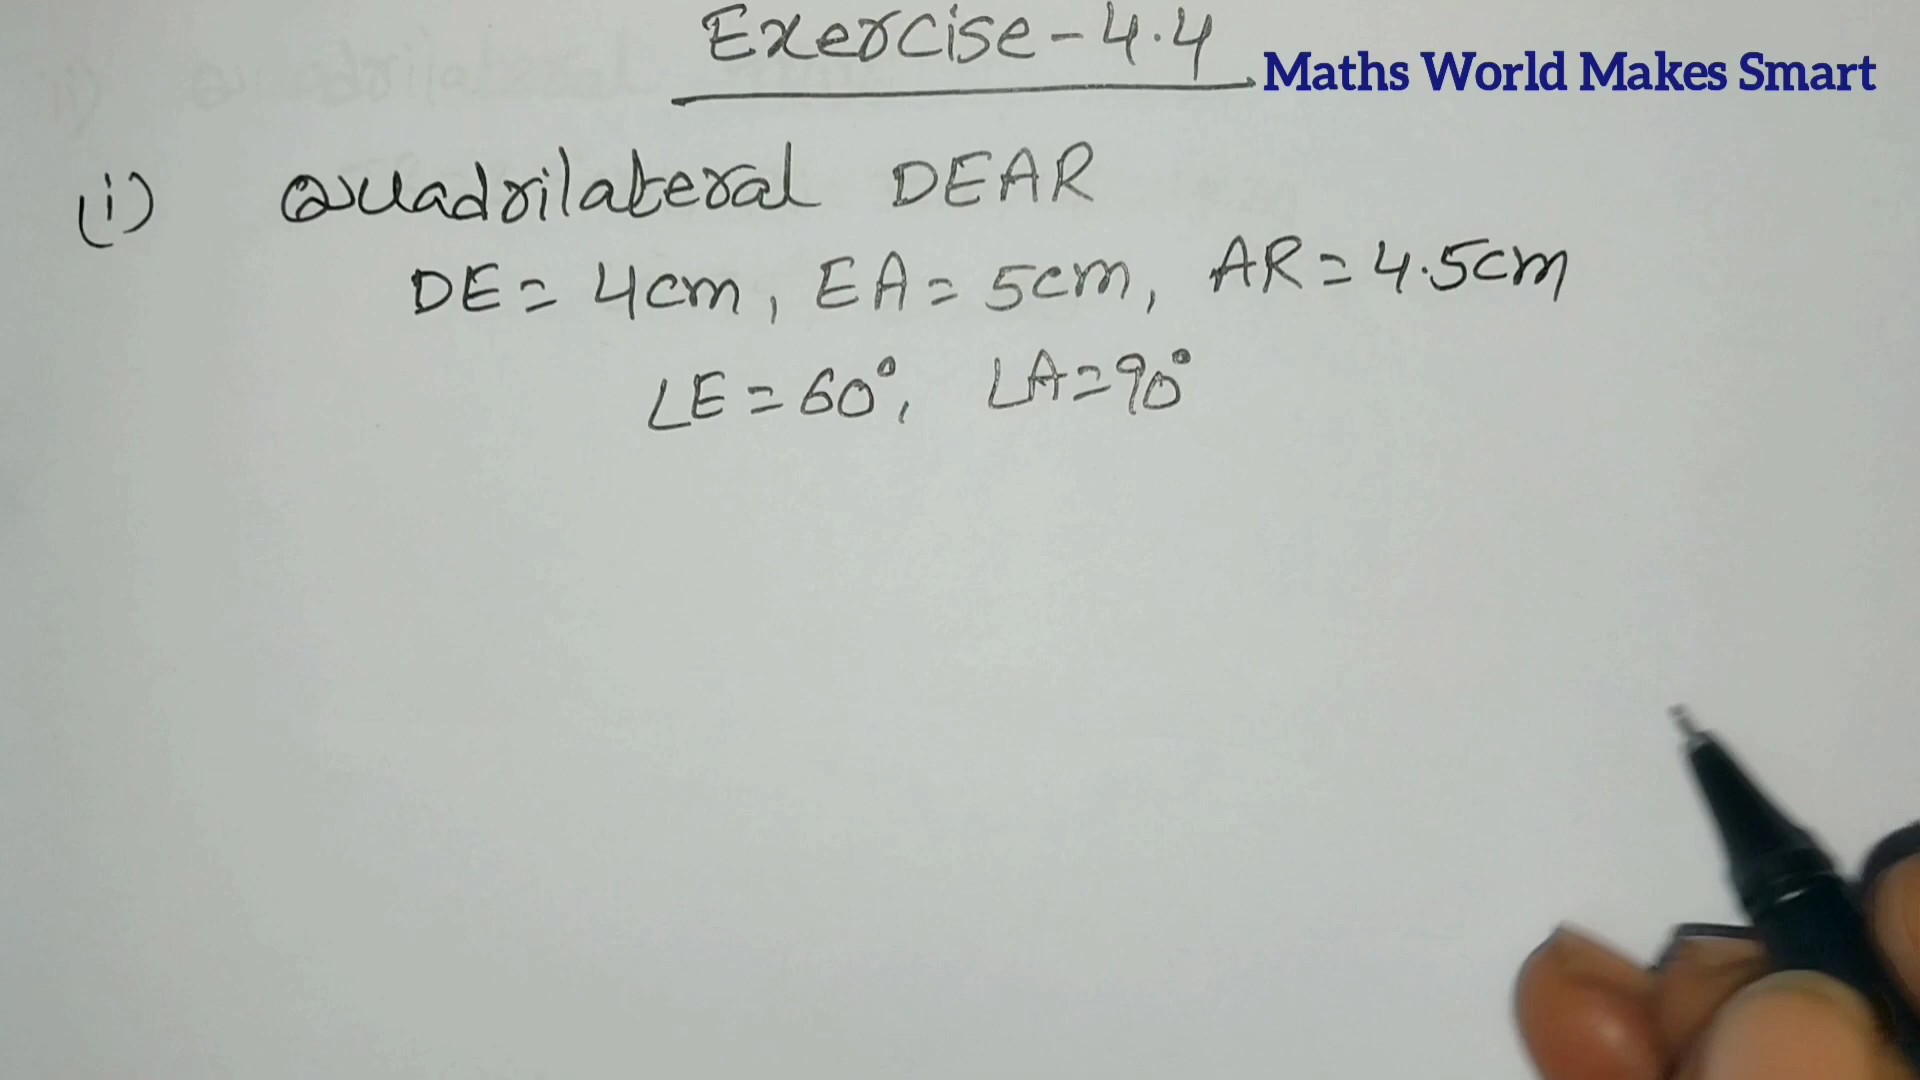 Exercise-4.4
Maths World Makes Smart
(i) Quadrilateral DEAR
DE = 4cm, EA = 5cm, AR = 4.5cm
∠E = 60°, ∠A = 90°